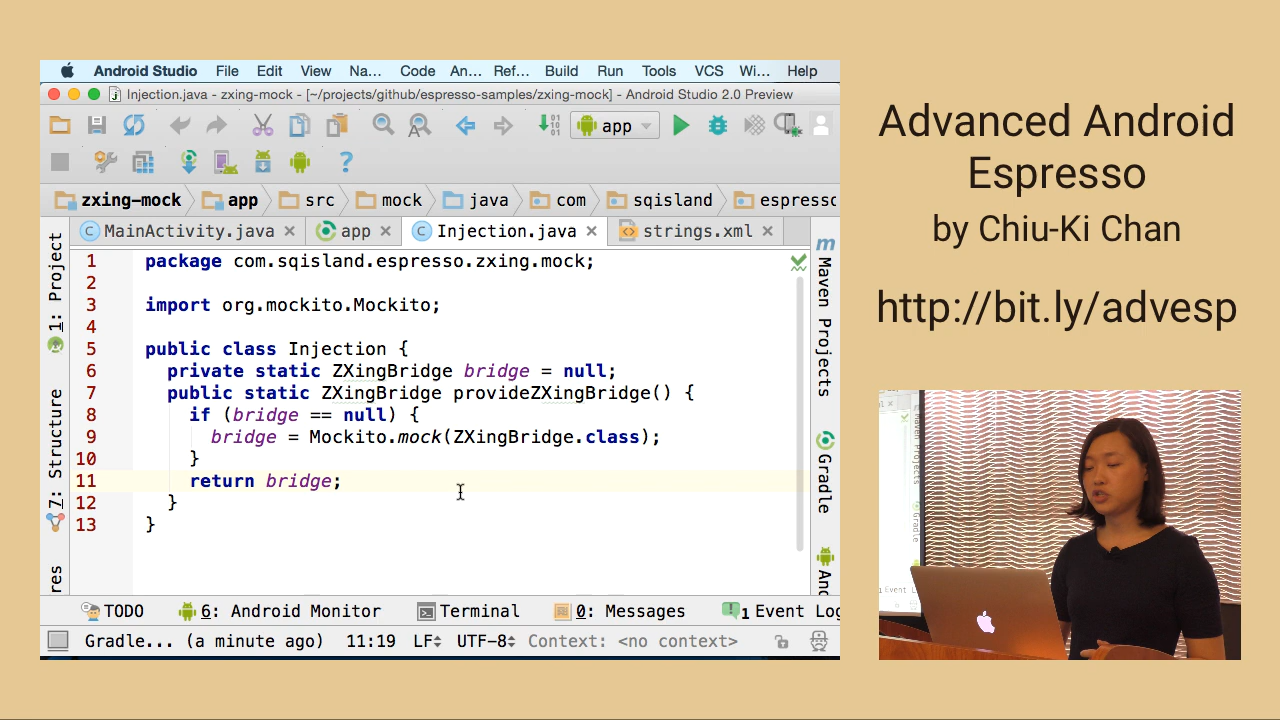 Android Studio File Edit View Na... Code An... Ref... Build Run Tools VCS Wi... Help
Injection.java - zxing-mock - [~/projects/github/espresso-samples/zxing-mock] - Android Studio 2.0 Preview
app
zxing-mock app src mock java com sqisland espresso
MainActivity.java app Injection.java strings.xml
1: Project
7: Structure
1 package com.sqisland.espresso.zxing.mock;
2
3 import org.mockito.Mockito;
4
5 public class Injection {
6 private static ZXingBridge bridge = null;
7 public static ZXingBridge provideZXingBridge() {
8 if (bridge == null) {
9 bridge = Mockito.mock(ZXingBridge.class);
10 }
11 return bridge;
12 }
13 }
Maven Projects
Gradle
TODO 6: Android Monitor Terminal 0: Messages 1 Event Log
Gradle... (a minute ago) 11:19 LF UTF-8 Context: <no context>
Advanced Android
Espresso
by Chiu-Ki Chan
http://bit.ly/advesp
Maven Projects
Gradle
Event Log